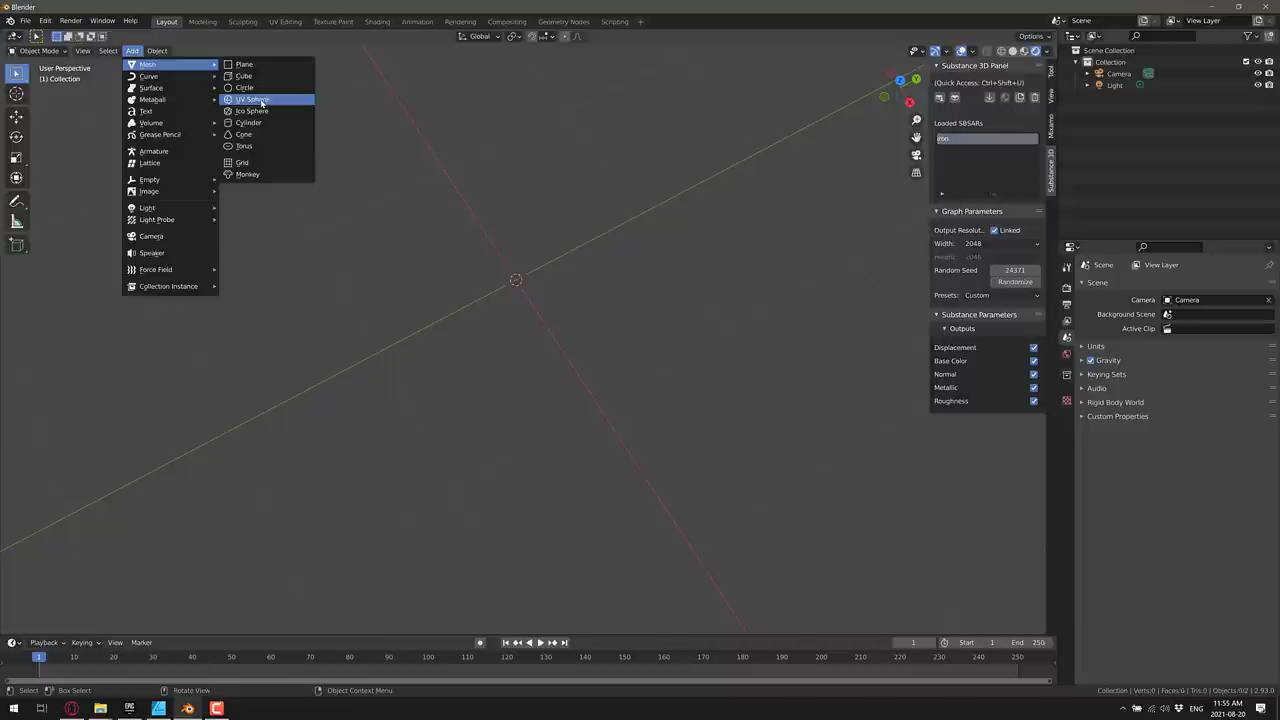 Blender
File Edit Render Window Help Layout Modeling Sculpting UV Editing Texture Paint Shading Animation Rendering Compositing Geometry Nodes Scripting + Scene View Layer
Global Options
Object Mode View Select Add Object
User Perspective
(1) Collection
Mesh
Curve
Surface
Metaball
Text
Volume
Grease Pencil
Armature
Lattice
Empty
Image
Light
Light Probe
Camera
Speaker
Force Field
Collection Instance
Plane
Cube
Circle
UV Sphere
Ico Sphere
Cylinder
Cone
Torus
Grid
Monkey
Z
Y
X
Substance 3D Panel
(Quick Access: Ctrl+Shift+U)
Loaded SBSARs
iron
Graph Parameters
Output Resolut... Linked
Width: 2048
2048
Random Seed 24371
Randomize
Presets: Custom
Substance Parameters
Outputs
Displacement
Base Color
Normal
Metallic
Roughness
Tool
View
Mixamo
Substance 3D
Scene Collection
Collection
Camera
Light
Scene View Layer
Scene
Camera Camera
Background Scene
Active Clip
Units
Gravity
Keying Sets
Audio
Rigid Body World
Custom Properties
Playback Keying View Marker 1 Start 1 End 250
1 10 20 30 40 50 60 70 80 90 100 110 120 130 140 150 160 170 180 190 200 210 220 230 240 250
Select Box Select Rotate View Object Context Menu Collection | Verts:0 | Faces:0 | Tris:0 | Objects:0/2 | 2.93.0
ENG 11:55 AM
2021-08-20